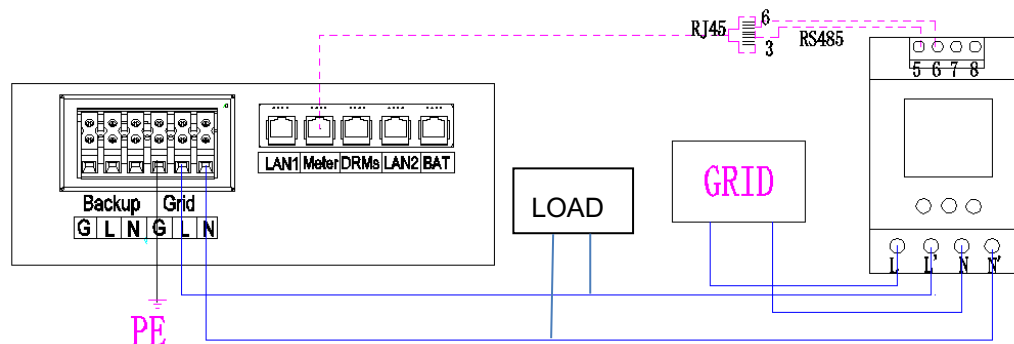 RJ45
6
3
RS485
5 6 7 8
LAN1 Meter DRMs LAN2 BAT
Backup Grid
G L N G L N
LOAD
GRID
L L' N N'
PE